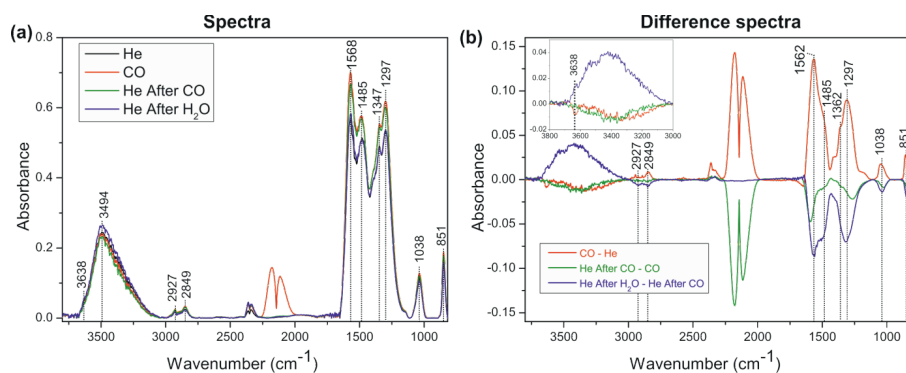 Spectra
(a)
He
CO
He After CO
He After H2O
3638
3494
2927
2849
1568
1485
1347
1297
1038
851
0.8
0.6
0.4
0.2
0.0
Absorbance
3500 3000 2500 2000 1500 1000
Wavenumber (cm-1)
Difference spectra
(b)
0.04
0.02
0.00
-0.02
3638
3800 3600 3400 3200 3000
2927
2849
1562
1485
1362
1297
1038
851
0.15
0.10
0.05
0.00
-0.05
-0.10
-0.15
Absorbance
CO - He
He After CO - CO
He After H2O - He After CO
3500 3000 2500 2000 1500 1000
Wavenumber (cm-1)